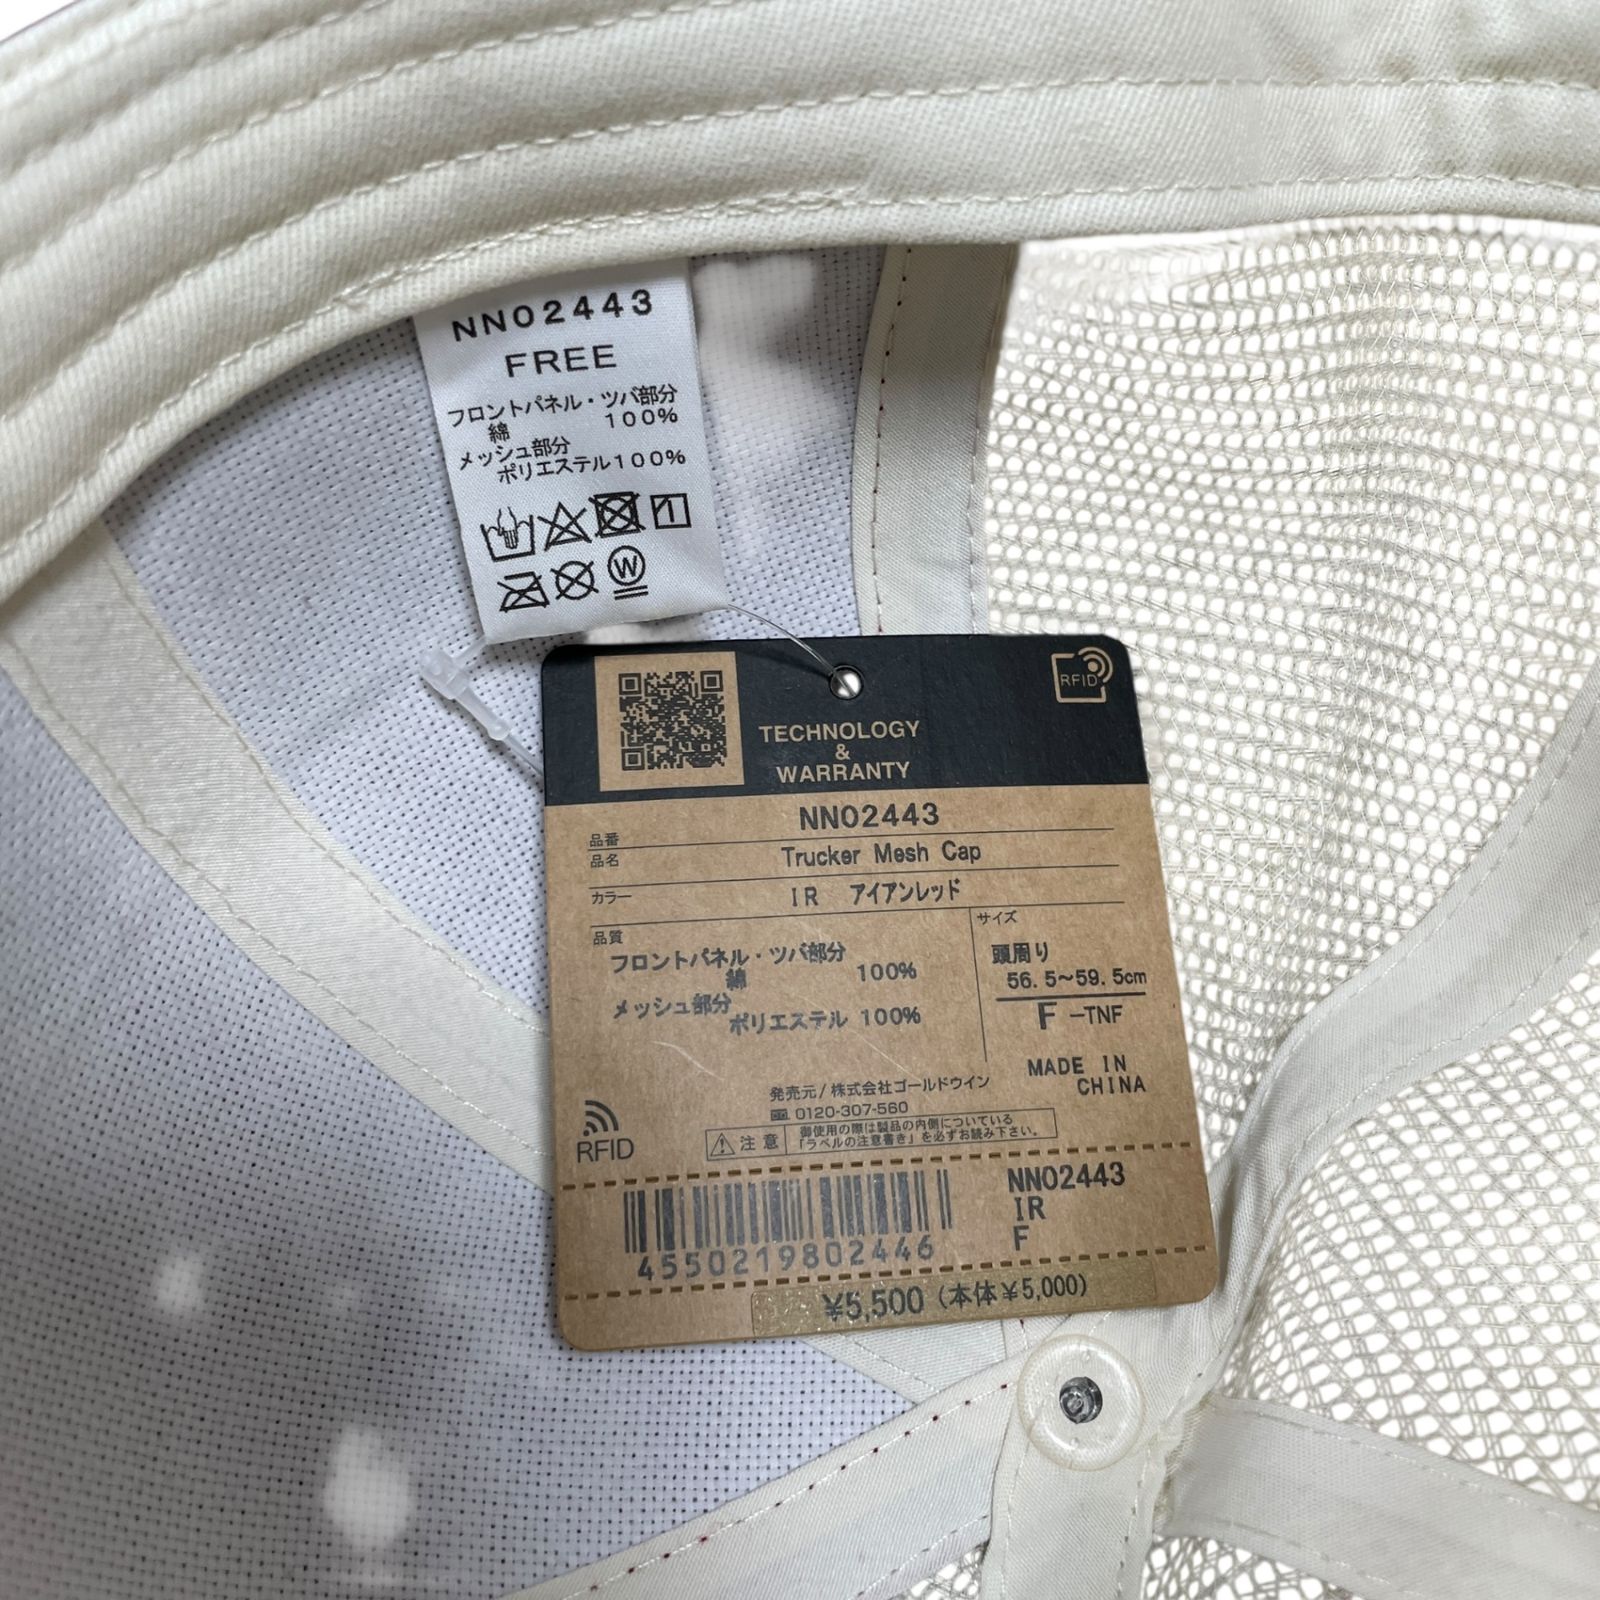 NN02443
FREE
フロントパネル・ツバ部分
綿 100%
メッシュ部分
ポリエステル100%
W
RFID
TECHNOLOGY
&
WARRANTY
品番 NN02443
品名 Trucker Mesh Cap
カラー IR アイアンレッド
品質
フロントパネル・ツバ部分
綿 100%
メッシュ部分
ポリエステル 100%
サイズ
頭周り
56.5~59.5cm
F -TNF
MADE IN
CHINA
発売元/株式会社ゴールドウイン
0120-307-560
RFID
注意
御使用の際は製品の内側についている
「ラベルの注意書き」を必ずお読み下さい。
4550219802446
NN02443
IR
F
¥5,500 (本体¥5,000)